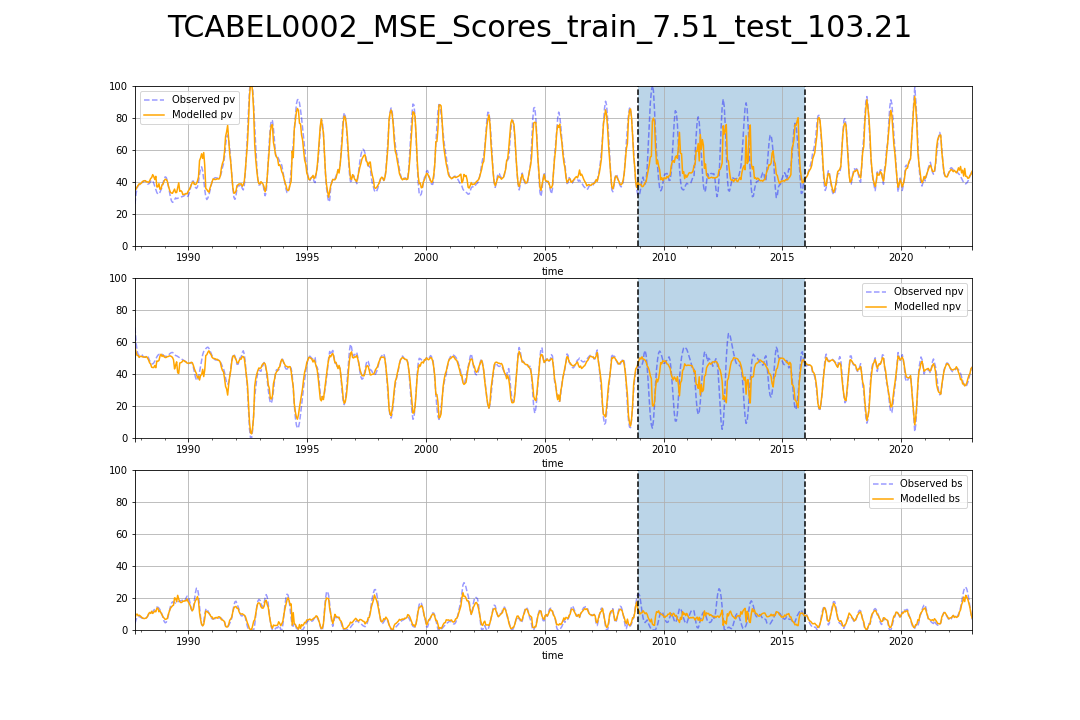 TCABEL0002_MSE_Scores_train_7.51_test_103.21
100
80
60
40
20
0
Observed pv
Modelled pv
1990 1995 2000 2005 2010 2015 2020
time
100
80
60
40
20
0
Observed npv
Modelled npv
1990 1995 2000 2005 2010 2015 2020
time
100
80
60
40
20
0
Observed bs
Modelled bs
1990 1995 2000 2005 2010 2015 2020
time